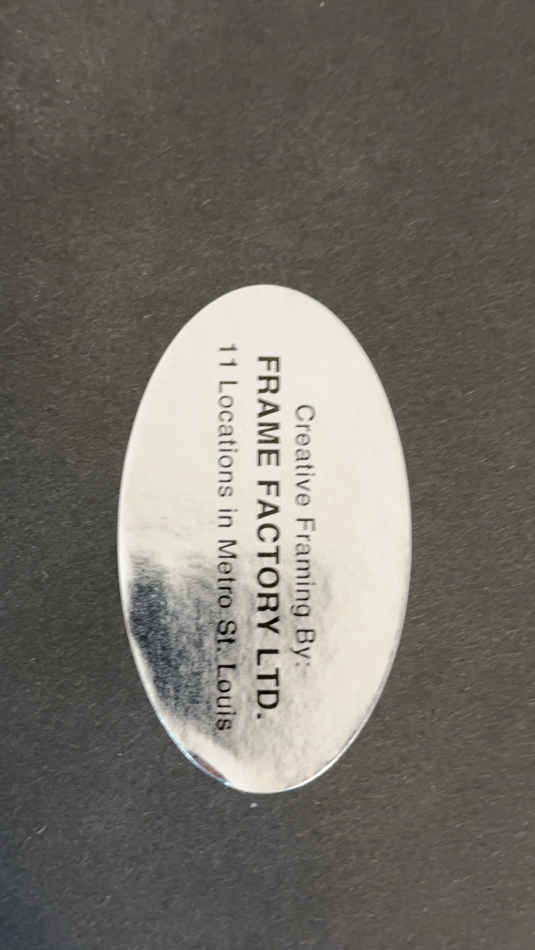 Creative Framing By:
FRAME FACTORY LTD.
11 Locations in Metro St. Louis